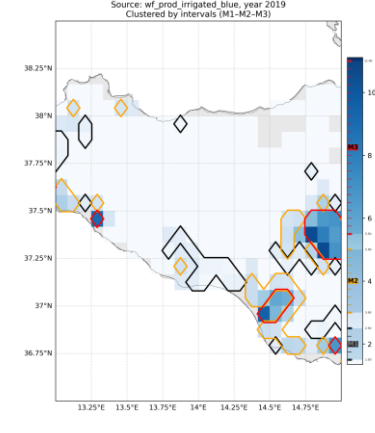 Source: wf_prod_irrigated_blue, year 2019
Clustered by intervals (M1–M2–M3)
38.25°N
38°N
37.75°N
37.5°N
37.25°N
37°N
36.75°N
13.25°E 13.5°E 13.75°E 14°E 14.25°E 14.5°E 14.75°E
10
M3
8
6
M2
4
M1
2